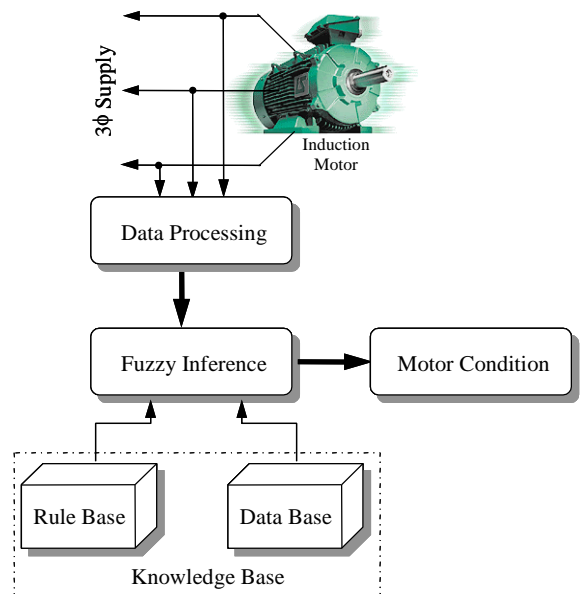 3ϕ Supply
Induction
Motor
Data Processing
Fuzzy Inference
Motor Condition
Rule Base
Data Base
Knowledge Base